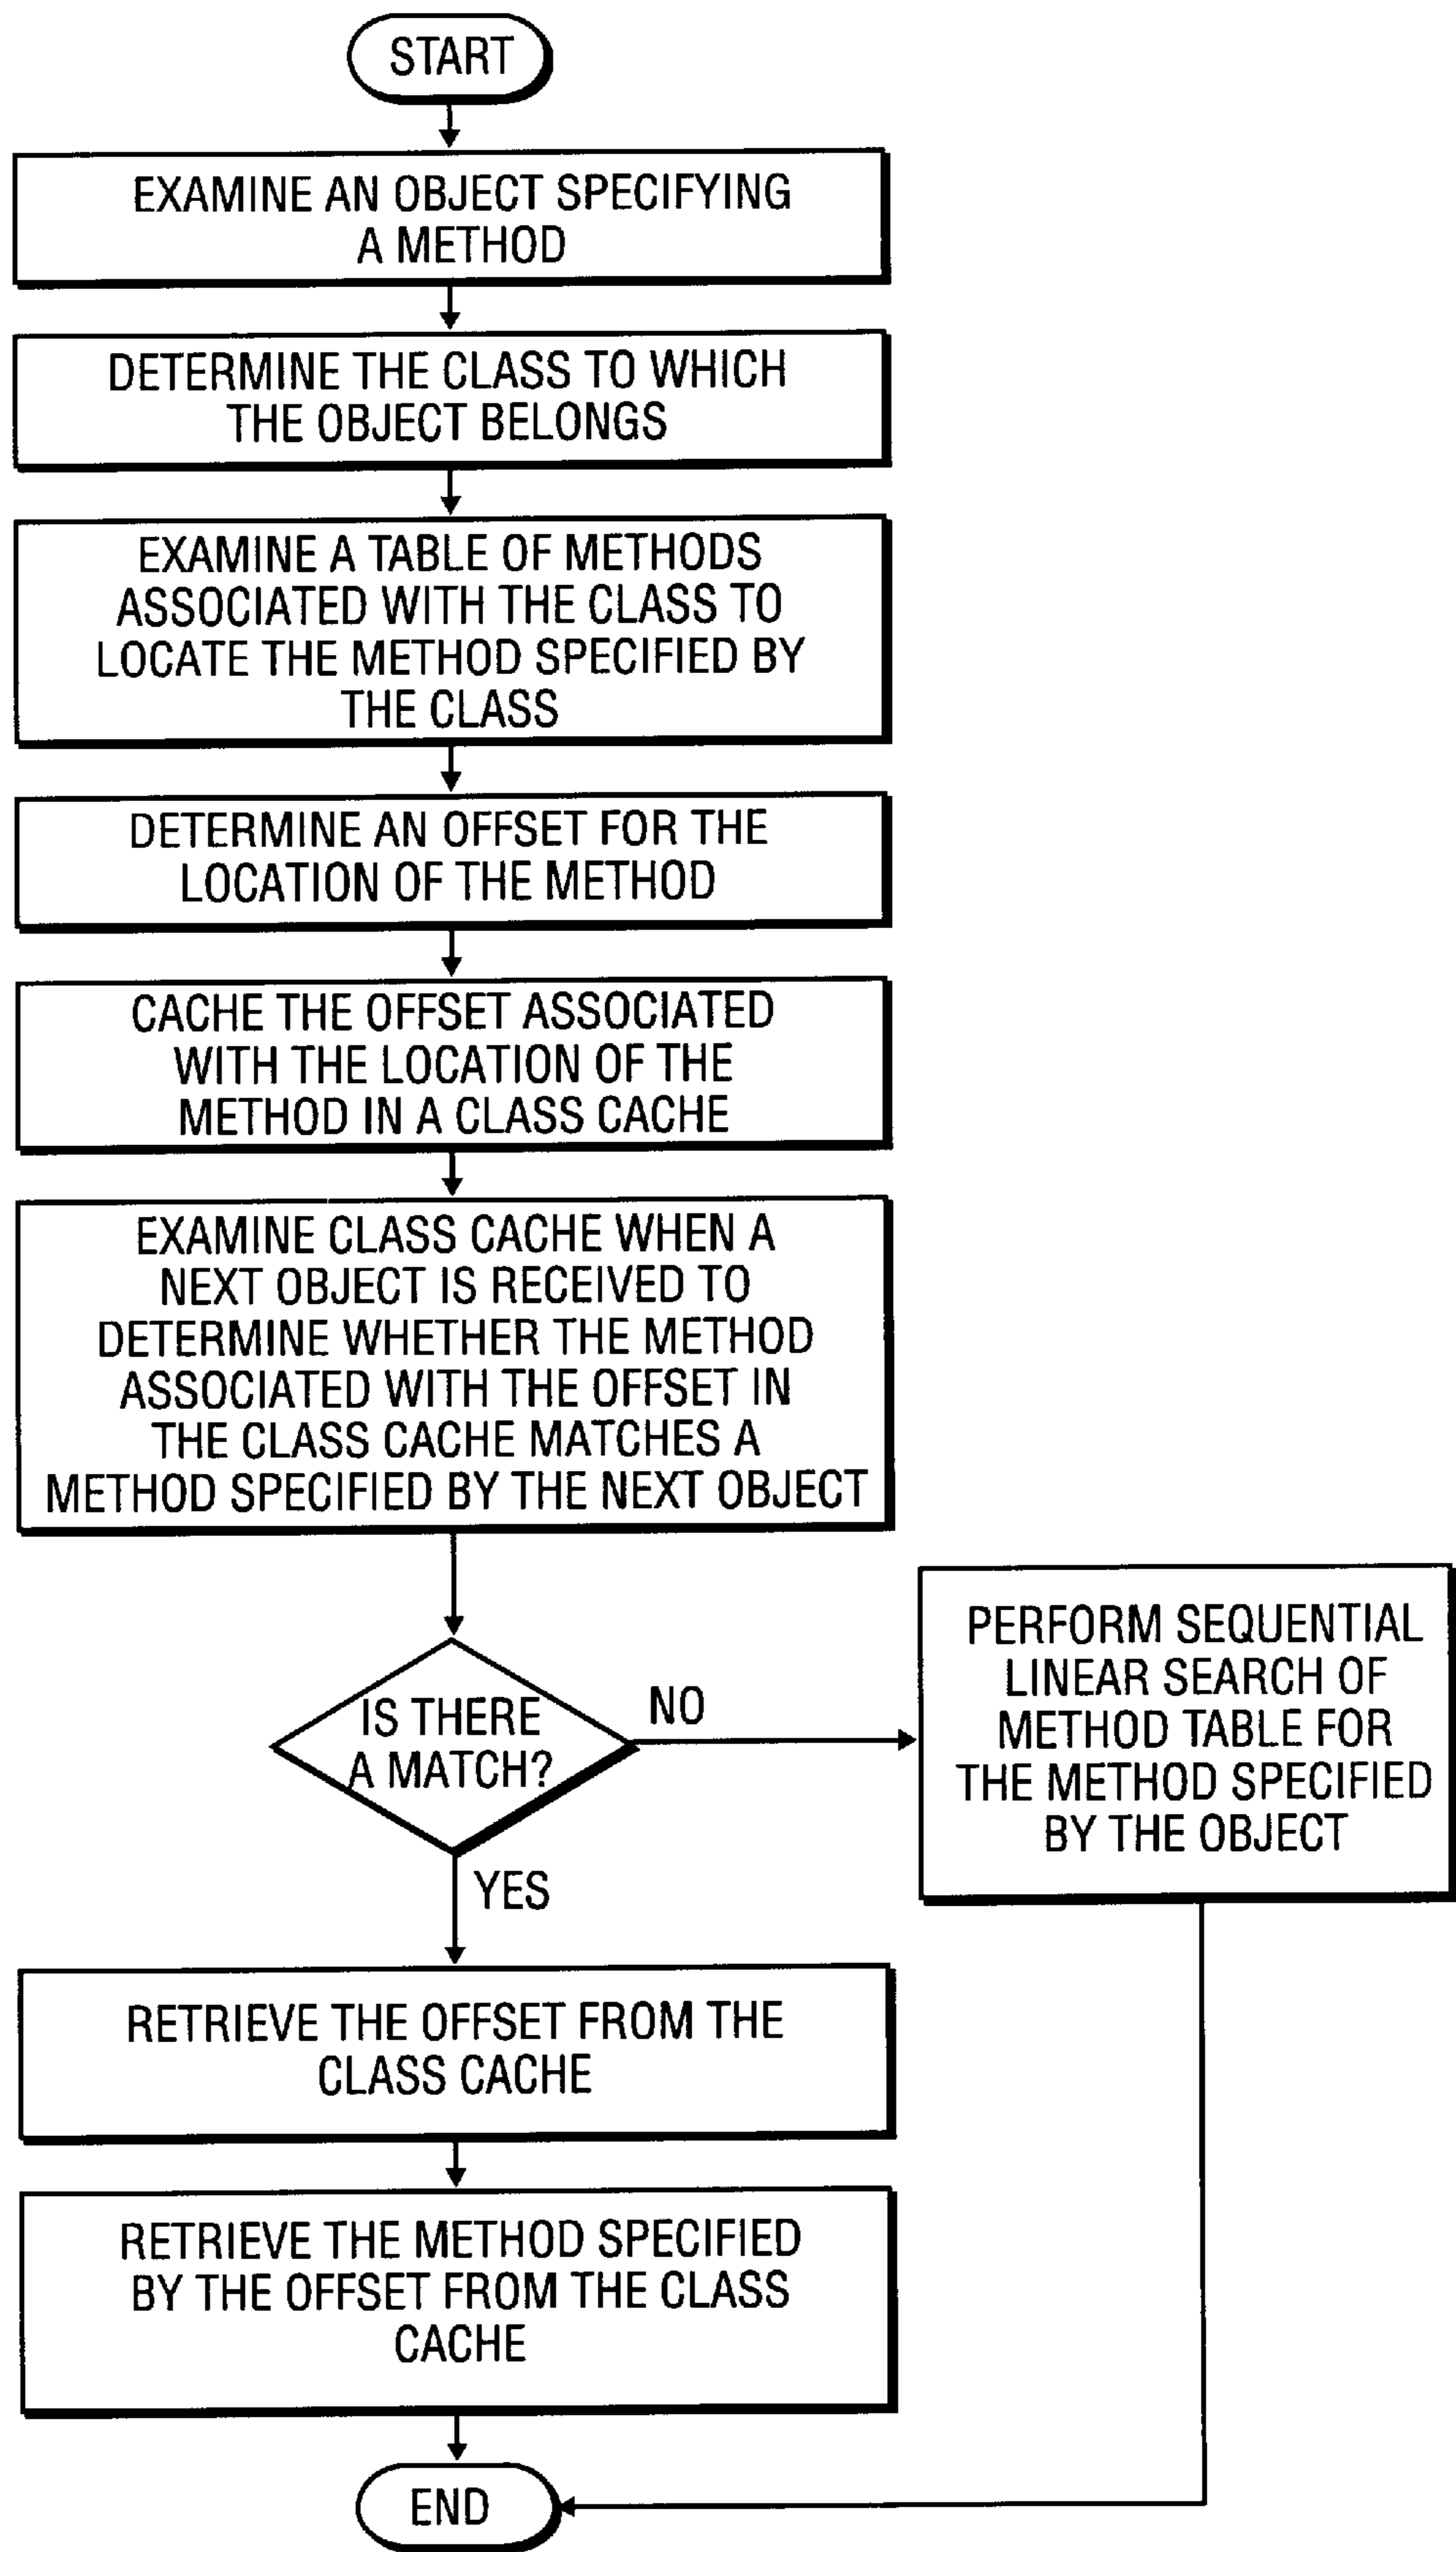 START
EXAMINE AN OBJECT SPECIFYING
A METHOD
DETERMINE THE CLASS TO WHICH
THE OBJECT BELONGS
EXAMINE A TABLE OF METHODS
ASSOCIATED WITH THE CLASS TO
LOCATE THE METHOD SPECIFIED BY
THE CLASS
DETERMINE AN OFFSET FOR THE
LOCATION OF THE METHOD
CACHE THE OFFSET ASSOCIATED
WITH THE LOCATION OF THE
METHOD IN A CLASS CACHE
EXAMINE CLASS CACHE WHEN A
NEXT OBJECT IS RECEIVED TO
DETERMINE WHETHER THE METHOD
ASSOCIATED WITH THE OFFSET IN
THE CLASS CACHE MATCHES A
METHOD SPECIFIED BY THE NEXT OBJECT
IS THERE
A MATCH?
NO
PERFORM SEQUENTIAL
LINEAR SEARCH OF
METHOD TABLE FOR
THE METHOD SPECIFIED
BY THE OBJECT
YES
RETRIEVE THE OFFSET FROM THE
CLASS CACHE
RETRIEVE THE METHOD SPECIFIED
BY THE OFFSET FROM THE CLASS
CACHE
END